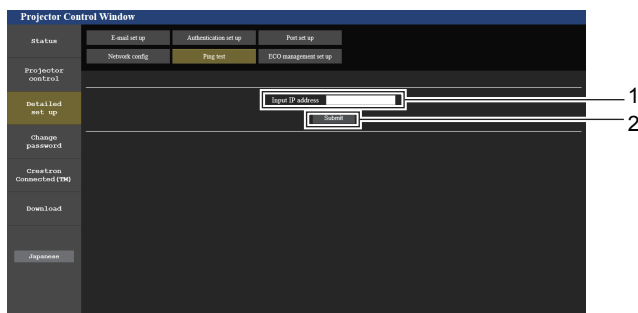 Projector Control Window
Status
E-mail set up
Authentication set up
Port set up
Network config
Ping test
ECO management set up
Projector
control
Detailed
set up
Change
password
Crestron
Connected(TM)
Download
Japanese
Input IP address
1
Submit
2